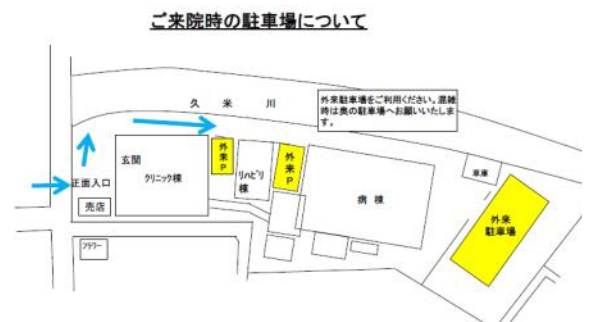 ご来院時の駐車場について
久米川
外来駐車場をご利用ください。混雑
時は奥の駐車場へお願いいたしま
す。
外来P
外来P
玄関
クリニック棟
リハビリ
棟
車庫
正面入口
病棟
売店
外来
駐車場
フラワー